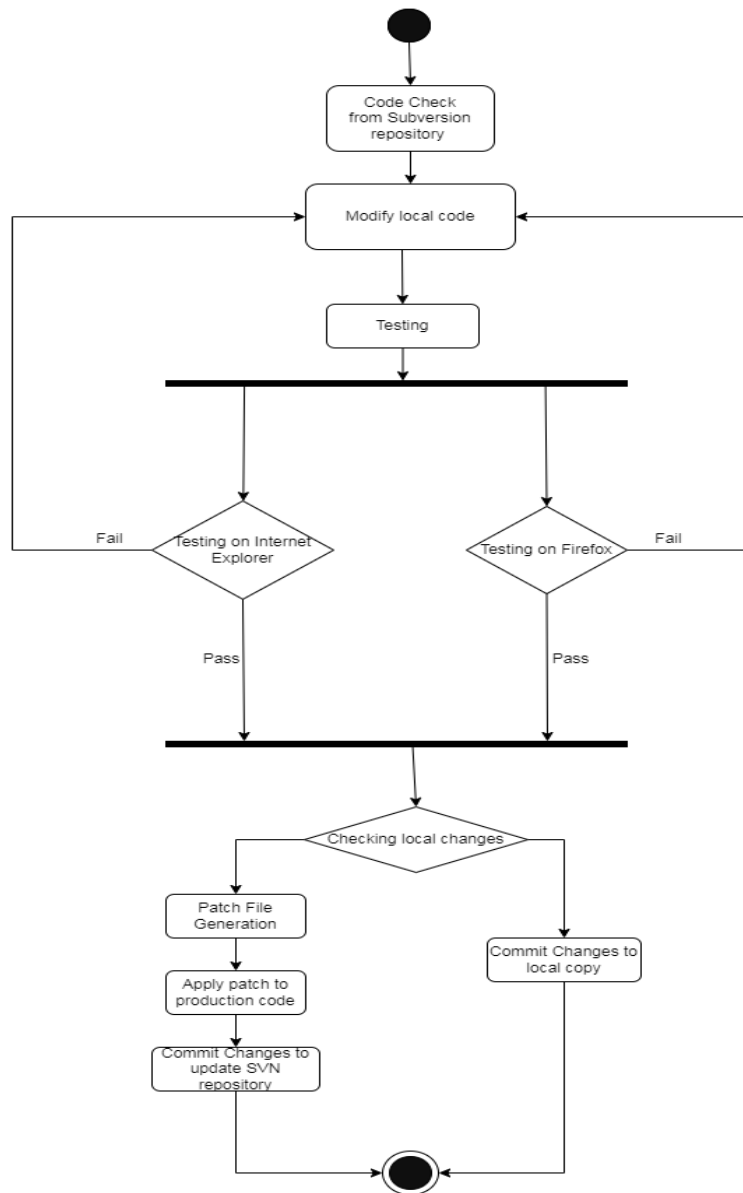 Code Check
from Subversion
repository
Modify local code
Testing
Testing on Internet
Explorer
Testing on Firefox
Fail
Fail
Pass
Pass
Checking local changes
Patch File
Generation
Commit Changes to
local copy
Apply patch to
production code
Commit Changes to
update SVN
repository